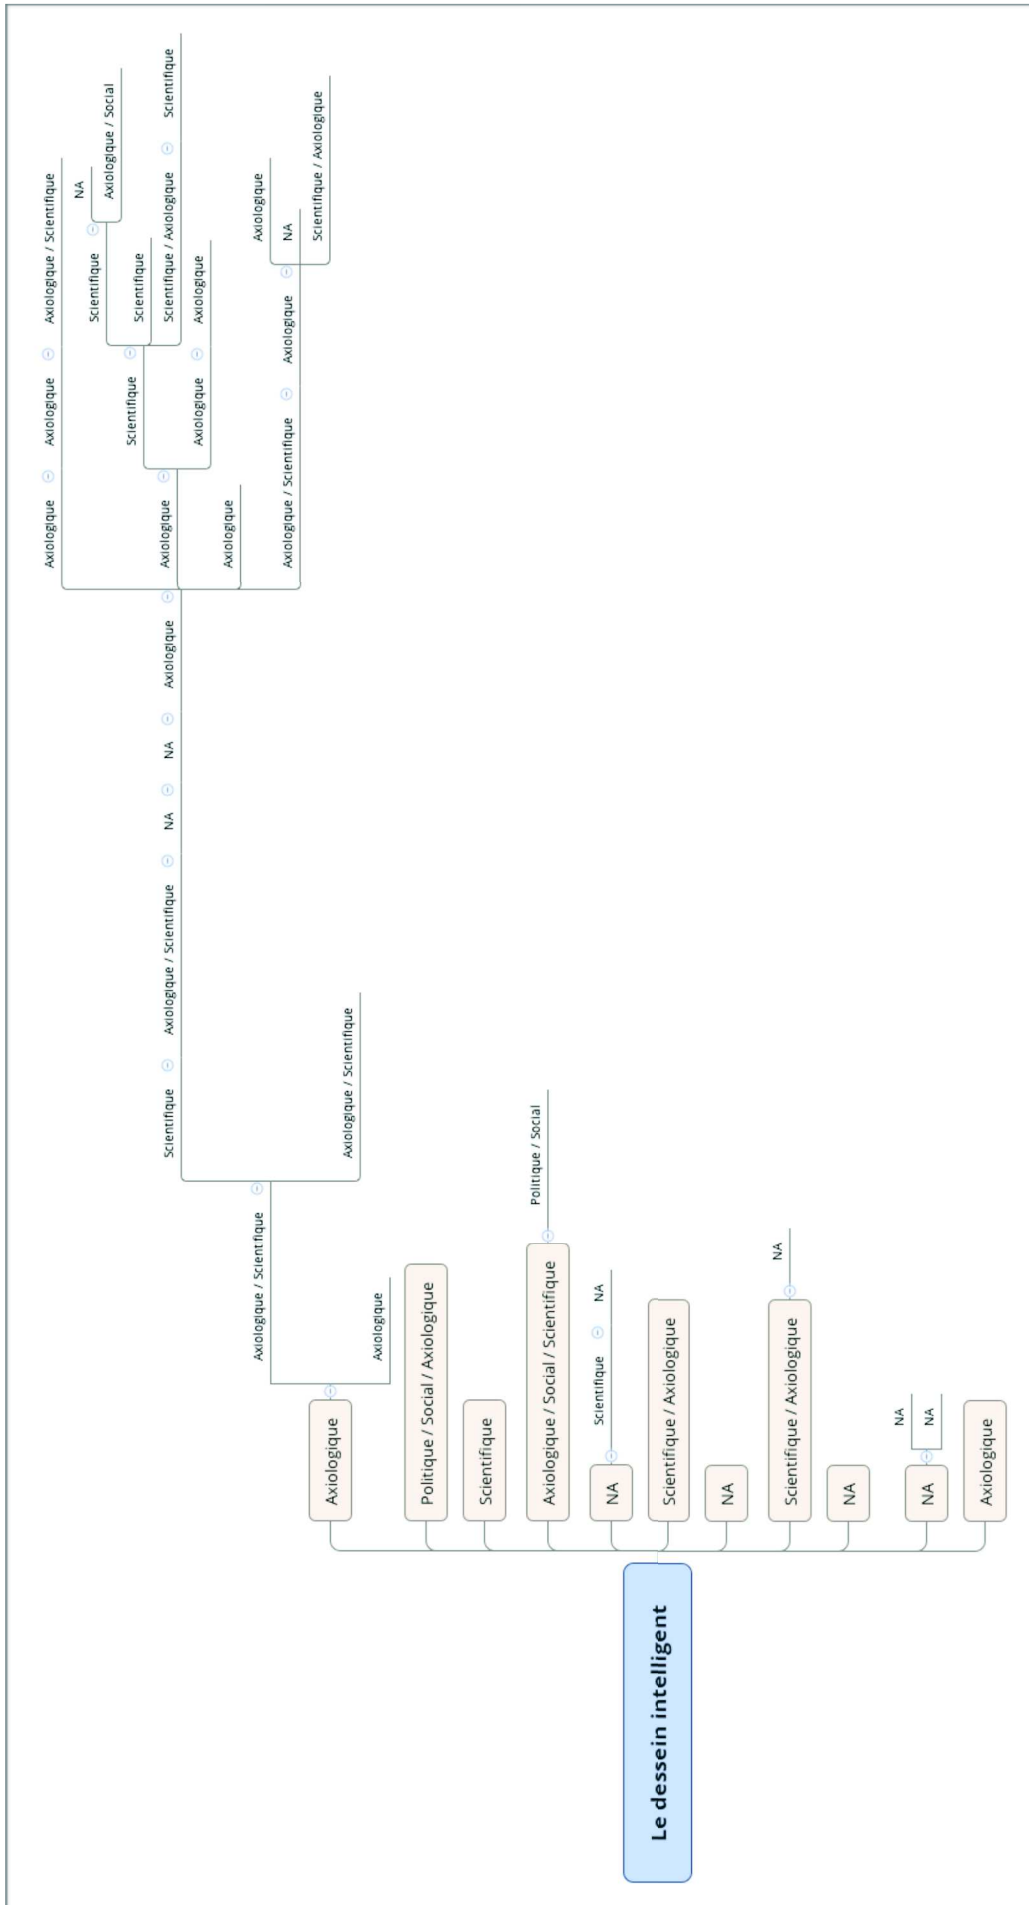 Le dessein intelligent
Axiologique
Axiologique / Scientifique
Scientifique
Axiologique / Scientifique
NA
NA
Axiologique
Axiologique
Axiologique
Axiologique / Scientifique
Axiologique
Scientifique
Scientifique
NA
Axiologique / Social
Scientifique
Scientifique / Axiologique
Scientifique
Axiologique
Axiologique
Axiologique
Axiologique / Scientifique
Axiologique
Axiologique
NA
Scientifique / Axiologique
Axiologique / Scientifique
Axiologique
Politique / Social / Axiologique
Scientifique
Axiologique / Social / Scientifique
Politique / Social
NA
Scientifique
NA
Scientifique / Axiologique
NA
Scientifique / Axiologique
NA
NA
NA
NA
NA
Axiologique